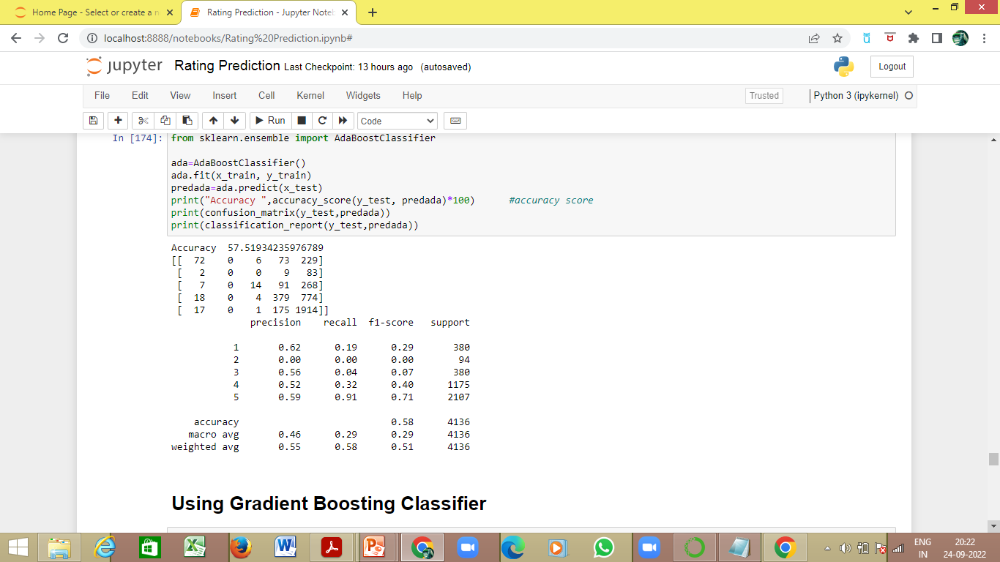 Home Page - Select or create a n
Rating Prediction - Jupyter Noteb
localhost:8888/notebooks/Rating%20Prediction.ipynb#
jupyter Rating Prediction Last Checkpoint: 13 hours ago (autosaved)
Logout
File Edit View Insert Cell Kernel Widgets Help
Trusted
Python 3 (ipykernel)
Run
Code
In [174]:
from sklearn.ensemble import AdaBoostClassifier
ada=AdaBoostClassifier()
ada.fit(x_train, y_train)
predada=ada.predict(x_test)
print("Accuracy ",accuracy_score(y_test, predada)*100) #accuracy score
print(confusion_matrix(y_test,predada))
print(classification_report(y_test,predada))
Accuracy 57.51934235976789
[[ 72 0 6 73 229]
[ 2 0 0 9 83]
[ 7 0 14 91 268]
[ 18 0 4 379 774]
[ 17 0 1 175 1914]]
precision recall f1-score support
1 0.62 0.19 0.29 380
2 0.00 0.00 0.00 94
3 0.56 0.04 0.07 380
4 0.52 0.32 0.40 1175
5 0.59 0.91 0.71 2107
accuracy 0.58 4136
macro avg 0.46 0.29 0.29 4136
weighted avg 0.55 0.58 0.51 4136
Using Gradient Boosting Classifier
ENG
IN
20:22
24-09-2022